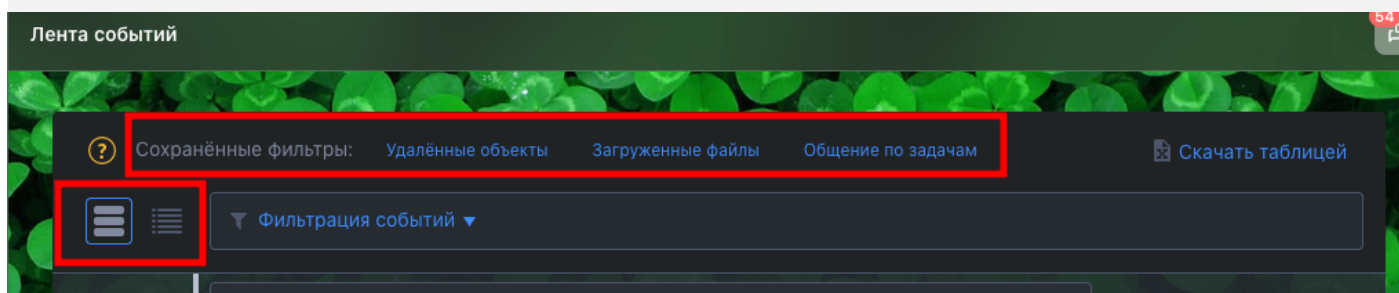 Лента событий
54
? Сохранённые фильтры: Удалённые объекты Загруженные файлы Общение по задачам Скачать таблицей
Фильтрация событий